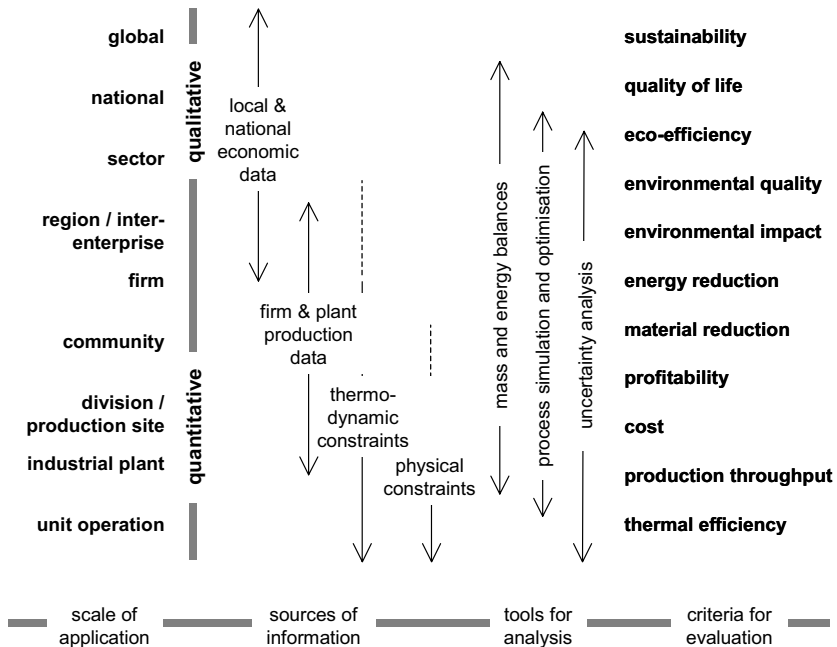 global
national
sector
region / inter-
enterprise
firm
community
division /
production site
industrial plant
unit operation
qualitative
quantitative
local &
national
economic
data
firm & plant
production
data
thermo-
dynamic
constraints
physical
constraints
mass and energy balances
process simulation and optimisation
uncertainty analysis
sustainability
quality of life
eco-efficiency
environmental quality
environmental impact
energy reduction
material reduction
profitability
cost
production throughput
thermal efficiency
scale of
application
sources of
information
tools for
analysis
criteria for
evaluation